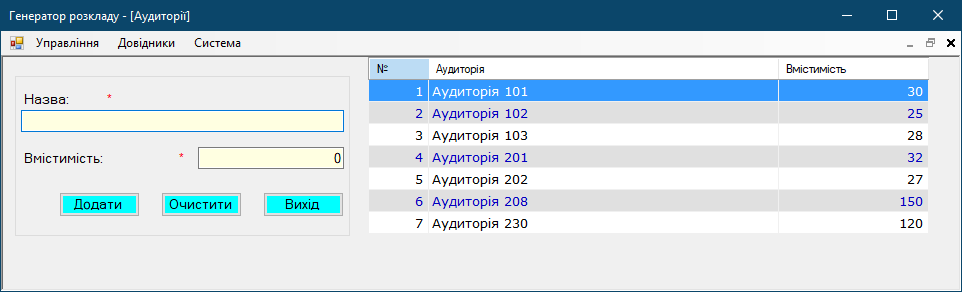 Генератор розкладу - [Аудиторії]
Управління Довідники Система
Назва: *
Вмістимість: * 0
Додати Очистити Вихід
№ Аудиторія Вмістимість
1 Аудиторія 101 30
2 Аудиторія 102 25
3 Аудиторія 103 28
4 Аудиторія 201 32
5 Аудиторія 202 27
6 Аудиторія 208 150
7 Аудиторія 230 120